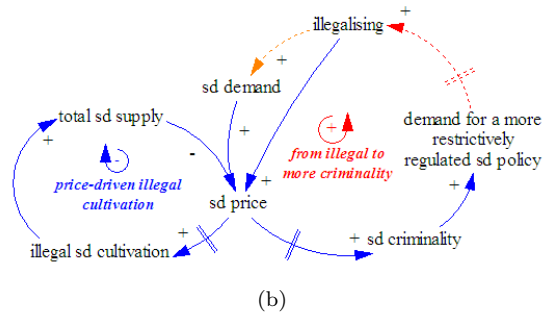 illegalising
+
+
sd demand
total sd supply
+
+
+
-
-
price-driven illegal
cultivation
from illegal to
more criminality
demand for a more
restrictively
regulated sd policy
+
+
sd price
+
illegal sd cultivation
+
sd criminality
(b)